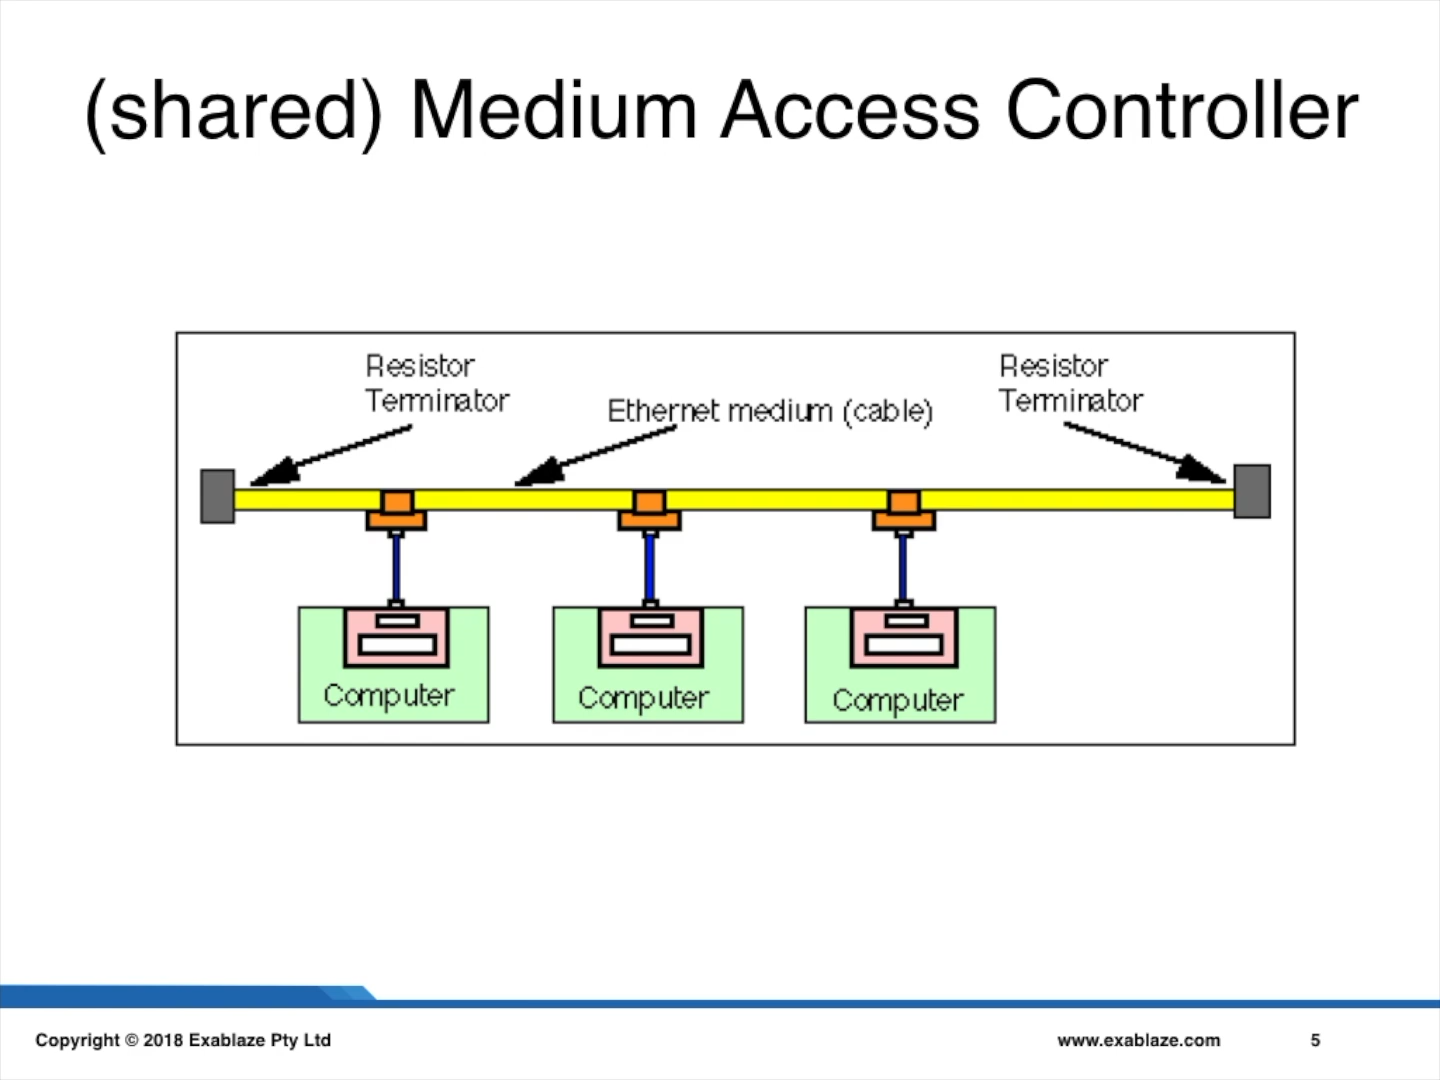 (shared) Medium Access Controller
Resistor
Terminator
Ethernet medium (cable)
Resistor
Terminator
Computer
Computer
Computer
Copyright © 2018 Exablaze Pty Ltd
www.exablaze.com
5